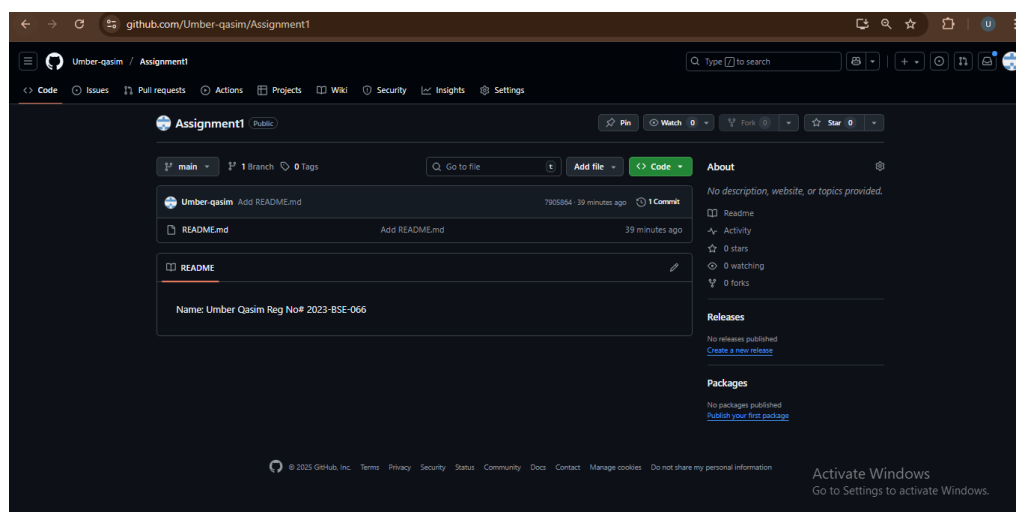 github.com/Umber-qasim/Assignment1
U
Umber-qasim / Assignment1
Type / to search
Code Issues Pull requests Actions Projects Wiki Security Insights Settings
Assignment1 Public
Pin Watch 0 Fork 0 Star 0
main 1 Branch 0 Tags Go to file t Add file Code
About
No description, website, or topics provided.
Umber-qasim Add README.md 7905864 · 39 minutes ago 1 Commit
README.md Add README.md 39 minutes ago
Readme
Activity
0 stars
0 watching
0 forks
README
Name: Umber Qasim Reg No# 2023-BSE-066
Releases
No releases published
Create a new release
Packages
No packages published
Publish your first package
© 2025 GitHub, Inc. Terms Privacy Security Status Community Docs Contact Manage cookies Do not share my personal information
Activate Windows
Go to Settings to activate Windows.